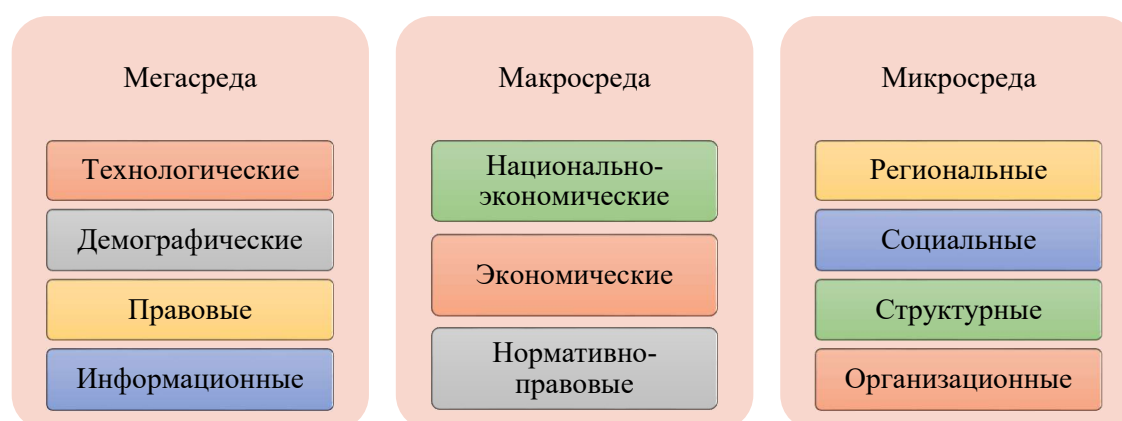 Мегасреда
Технологические
Демографические
Правовые
Информационные
Макросреда
Национально-
экономические
Экономические
Нормативно-
правовые
Микросреда
Региональные
Социальные
Структурные
Организационные